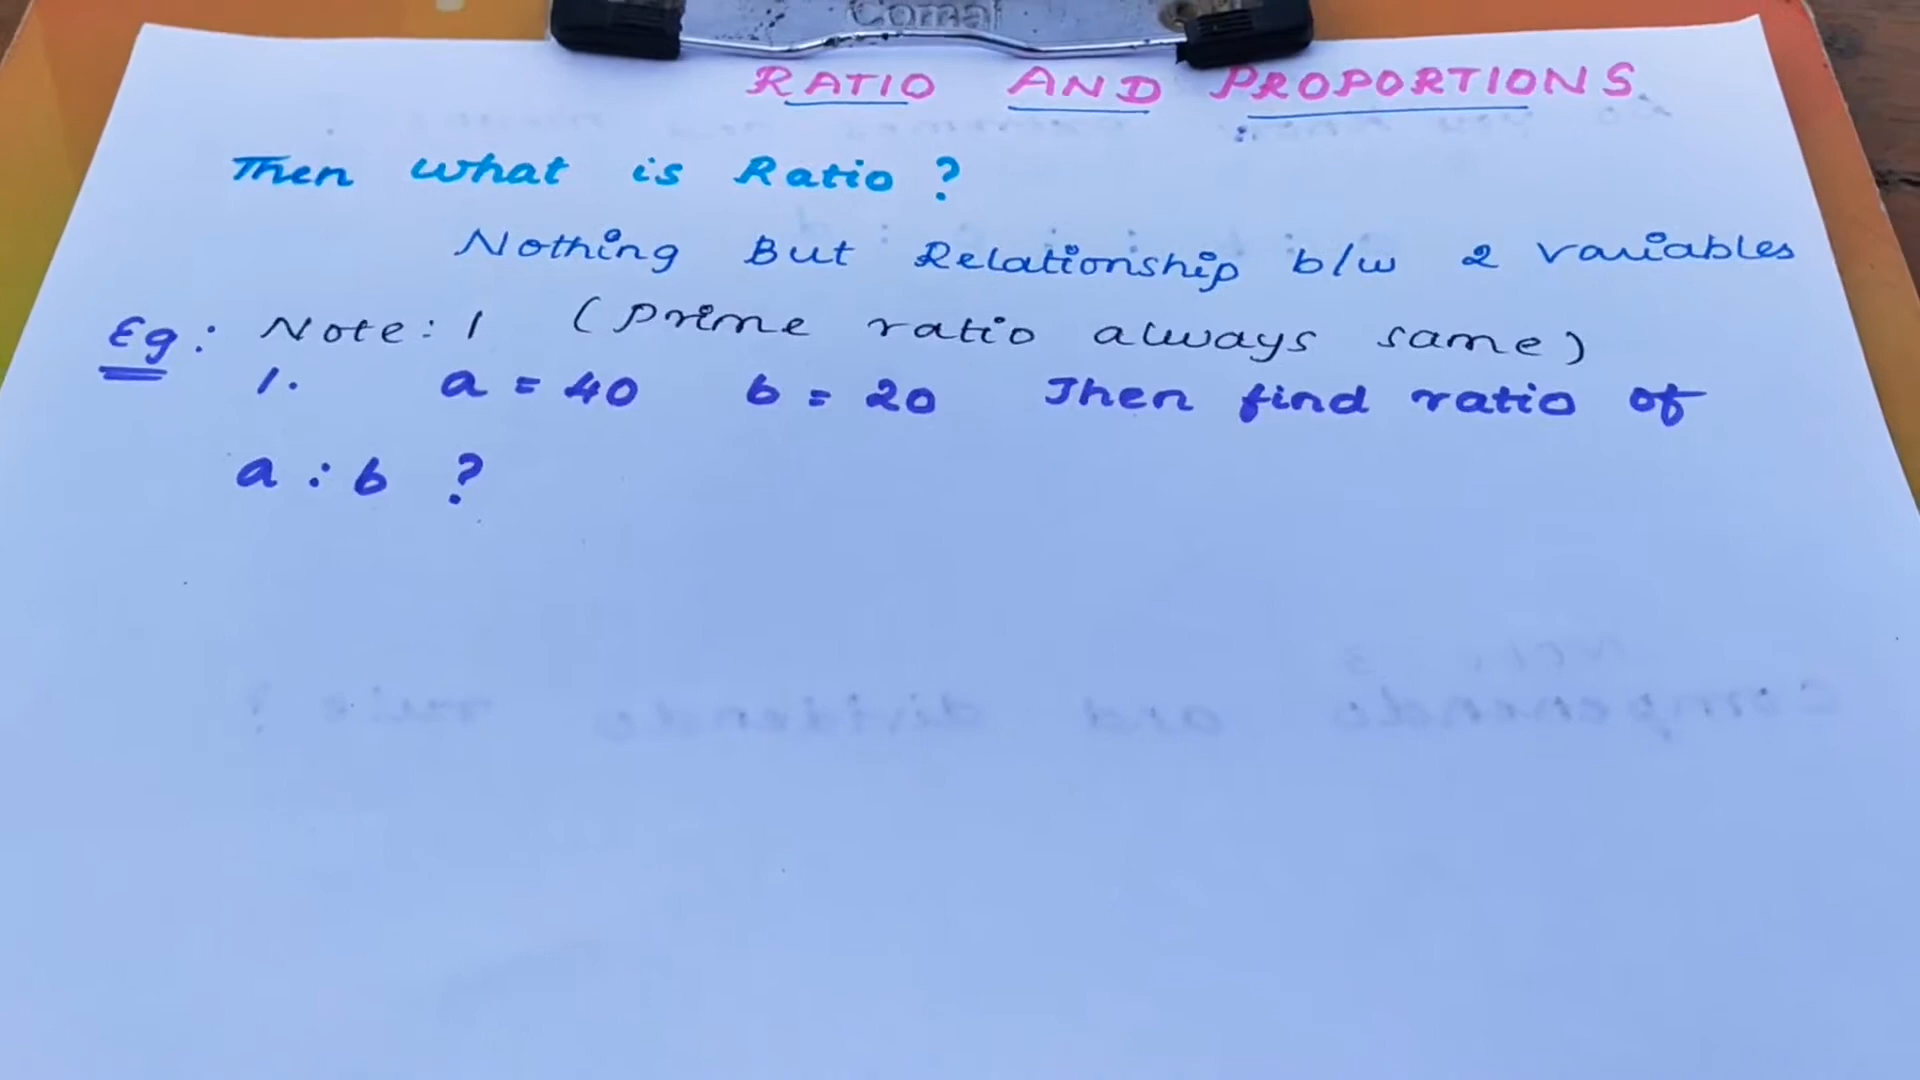 Comal
RATIO AND PROPORTIONS
Then what is Ratio ?
Nothing But Relationship b/w 2 variables
Eg : Note : 1 (prime ratio always same)
1. a = 40 b = 20 Then find ratio of
a : b ?